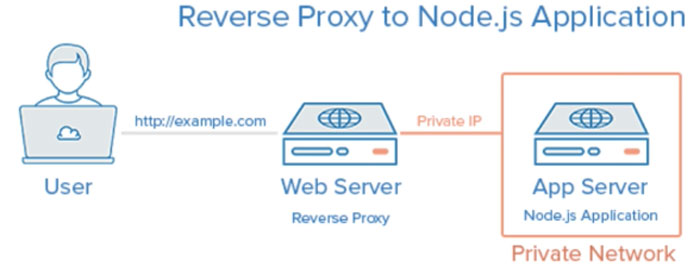 Reverse Proxy to Node.js Application
http://example.com
Private IP
User
Web Server
App Server
Reverse Proxy
Node.js Application
Private Network